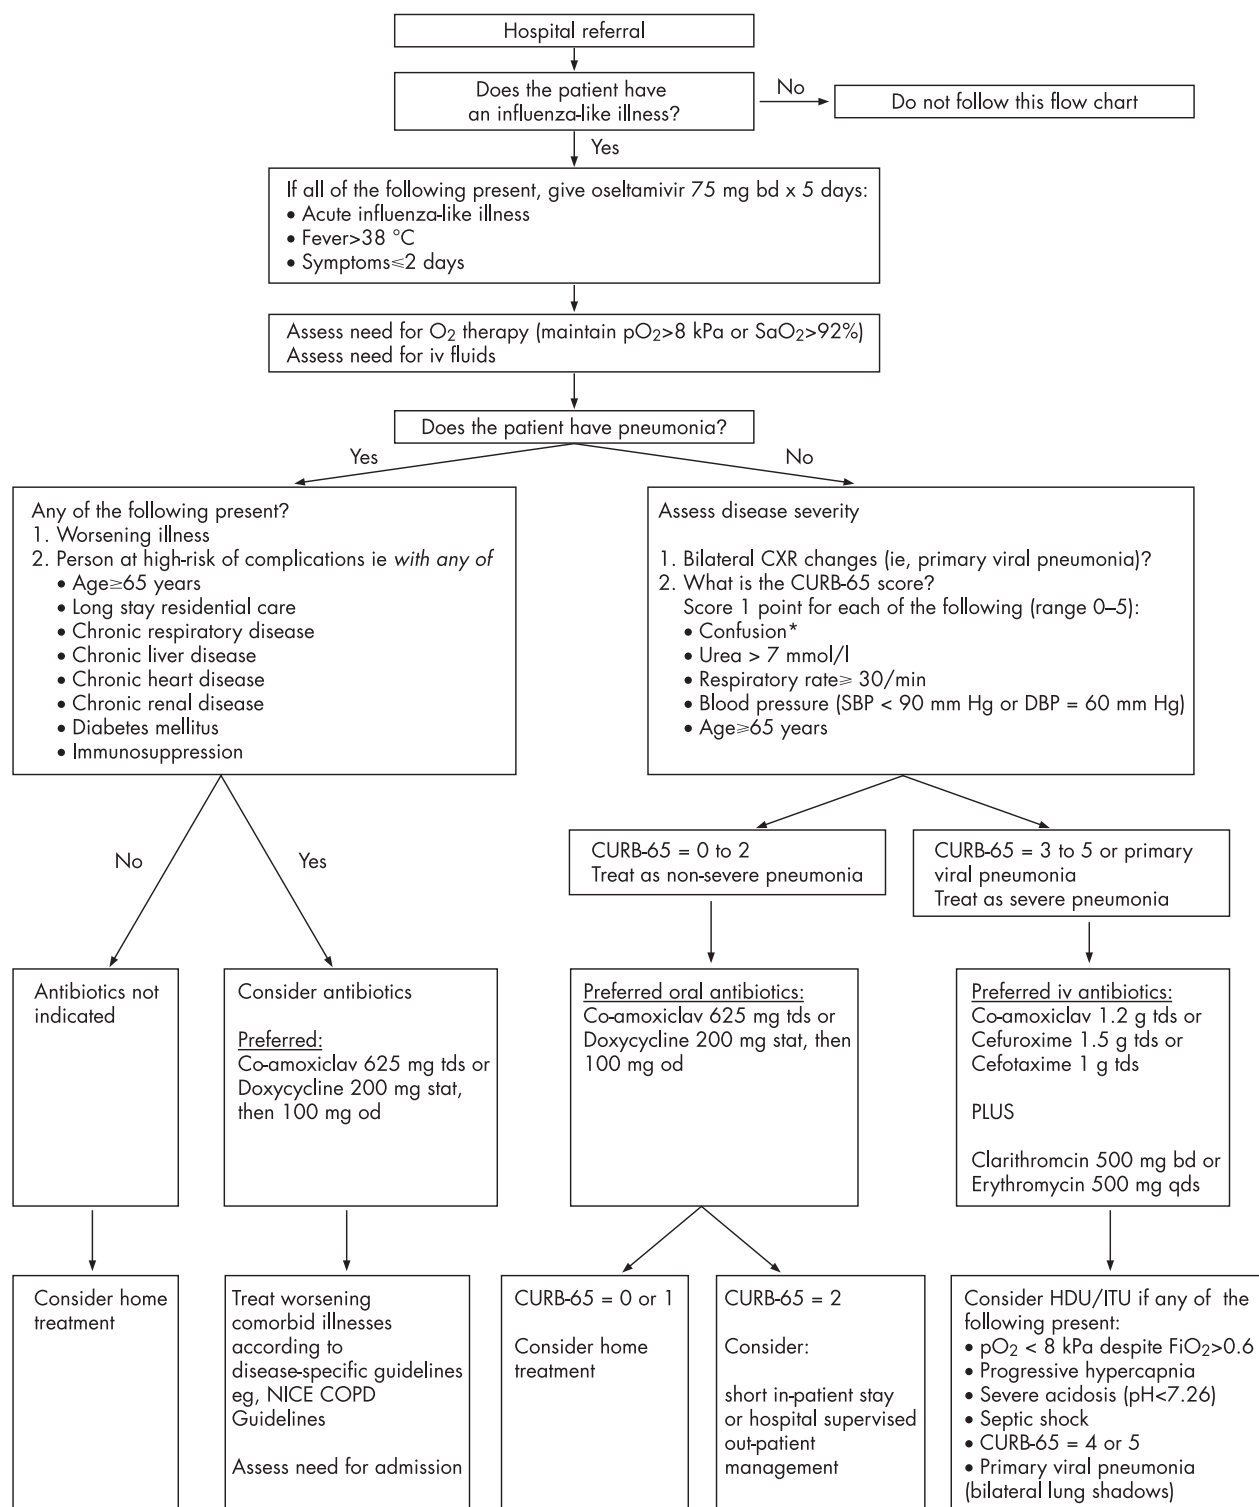 Hospital referral
Does the patient have
an influenza-like illness?
No
Do not follow this flow chart
Yes
If all of the following present, give oseltamivir 75 mg bd x 5 days:
• Acute influenza-like illness
• Fever>38 °C
• Symptoms≤2 days
Assess need for O₂ therapy (maintain pO₂>8 kPa or SaO₂>92%)
Assess need for iv fluids
Does the patient have pneumonia?
Yes
No
Any of the following present?
1. Worsening illness
2. Person at high-risk of complications ie with any of
• Age≥65 years
• Long stay residential care
• Chronic respiratory disease
• Chronic liver disease
• Chronic heart disease
• Chronic renal disease
• Diabetes mellitus
• Immunosuppression
Assess disease severity
1. Bilateral CXR changes (ie, primary viral pneumonia)?
2. What is the CURB-65 score?
Score 1 point for each of the following (range 0–5):
• Confusion*
• Urea > 7 mmol/l
• Respiratory rate≥ 30/min
• Blood pressure (SBP < 90 mm Hg or DBP = 60 mm Hg)
• Age≥65 years
No
Yes
CURB-65 = 0 to 2
Treat as non-severe pneumonia
CURB-65 = 3 to 5 or primary
viral pneumonia
Treat as severe pneumonia
Antibiotics not
indicated
Consider antibiotics
Preferred:
Co-amoxiclav 625 mg tds or
Doxycycline 200 mg stat,
then 100 mg od
Preferred oral antibiotics:
Co-amoxiclav 625 mg tds or
Doxycycline 200 mg stat, then
100 mg od
Preferred iv antibiotics:
Co-amoxiclav 1.2 g tds or
Cefuroxime 1.5 g tds or
Cefotaxime 1 g tds
PLUS
Clarithromcin 500 mg bd or
Erythromycin 500 mg qds
Consider home
treatment
Treat worsening
comorbid illnesses
according to
disease-specific guidelines
eg, NICE COPD
Guidelines
Assess need for admission
CURB-65 = 0 or 1
Consider home
treatment
CURB-65 = 2
Consider:
short in-patient stay
or hospital supervised
out-patient
management
Consider HDU/ITU if any of the
following present:
• pO₂ < 8 kPa despite FiO₂>0.6
• Progressive hypercapnia
• Severe acidosis (pH<7.26)
• Septic shock
• CURB-65 = 4 or 5
• Primary viral pneumonia
(bilateral lung shadows)